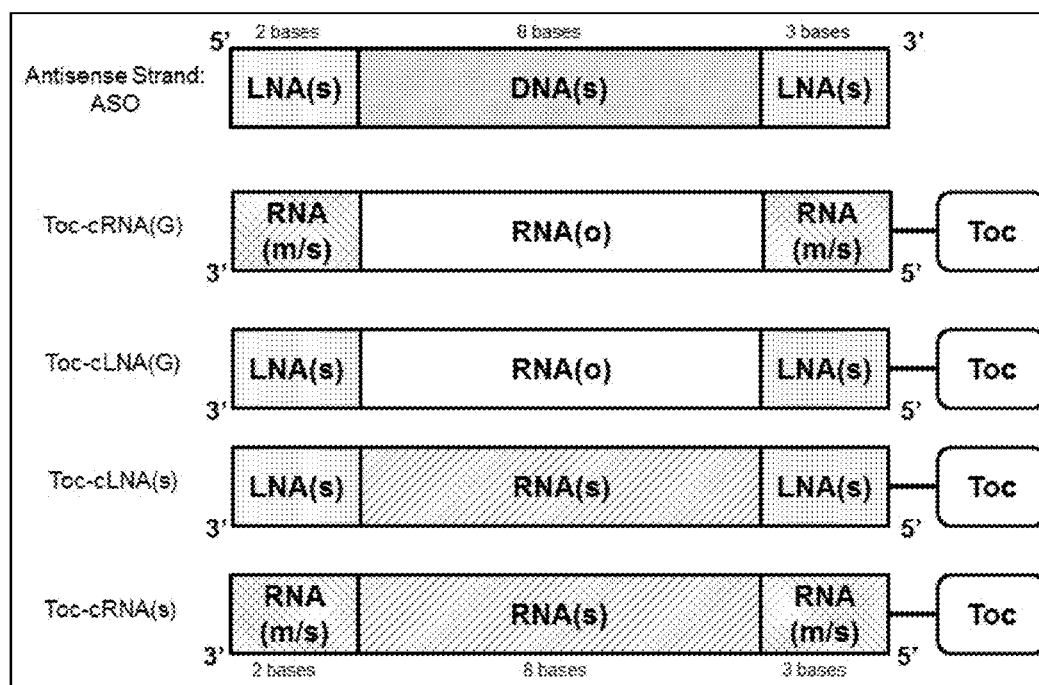 2 bases 8 bases 3 bases
5’ 3’
Antisense Strand:
ASO
LNA(s) DNA(s) LNA(s)
Toc-cRNA(G)
RNA
(m/s) RNA(o) RNA
(m/s) Toc
3’ 5’
Toc-cLNA(G)
LNA(s) RNA(o) LNA(s) Toc
3’ 5’
Toc-cLNA(s)
LNA(s) RNA(s) LNA(s) Toc
3’ 5’
Toc-cRNA(s)
RNA
(m/s) RNA(s) RNA
(m/s) Toc
3’ 5’
2 bases 8 bases 3 bases